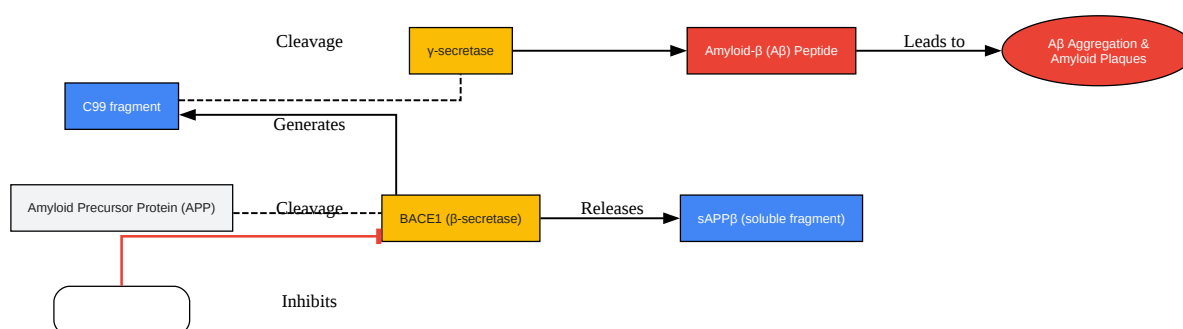 Cleavage
γ-secretase
Amyloid-β (Aβ) Peptide
Leads to
Aβ Aggregation &
Amyloid Plaques
C99 fragment
Generates
Amyloid Precursor Protein (APP)
Cleavage
BACE1 (β-secretase)
Releases
sAPPβ (soluble fragment)
Inhibits